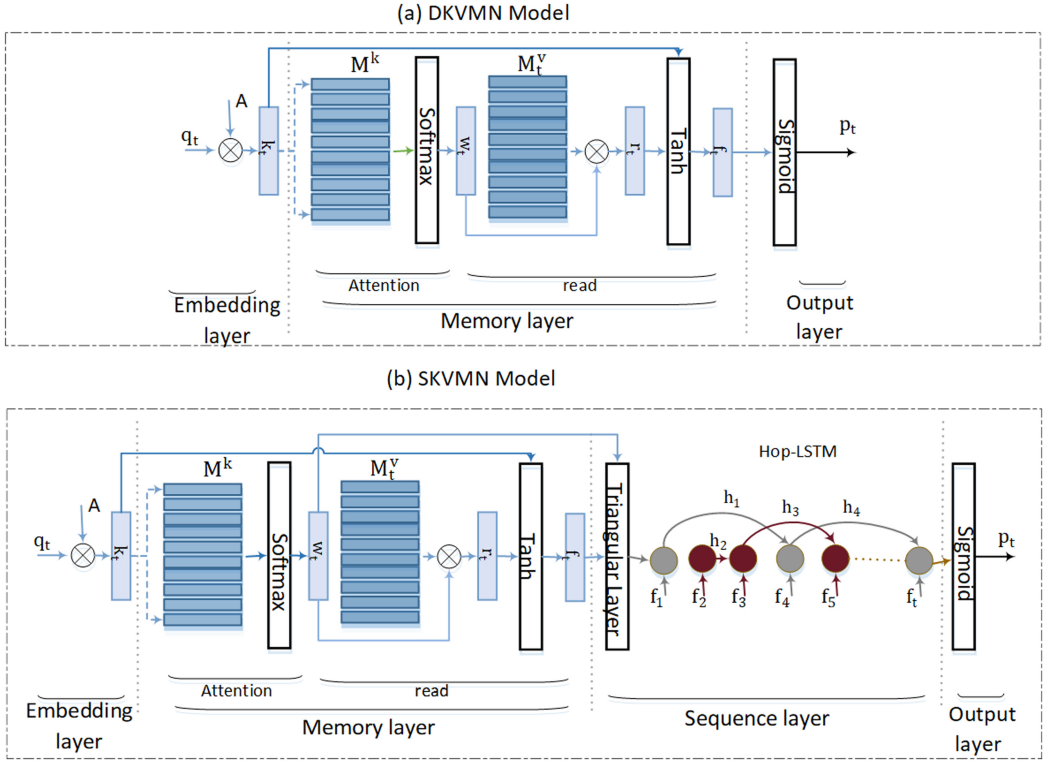 (a) DKVMN Model
M^k
M_t^v
A
q_t
k_t
Softmax
w_t
r_t
Tanh
f_t
Sigmoid
p_t
Attention
read
Embedding
layer
Memory layer
Output
layer
(b) SKVMN Model
Hop-LSTM
M^k
M_t^v
A
q_t
k_t
Softmax
w_t
r_t
Tanh
f_t
Triangular Layer
h_1
h_2
h_3
h_4
f_1
f_2
f_3
f_4
f_5
f_t
Sigmoid
p_t
Attention
read
Embedding
layer
Memory layer
Sequence layer
Output
layer